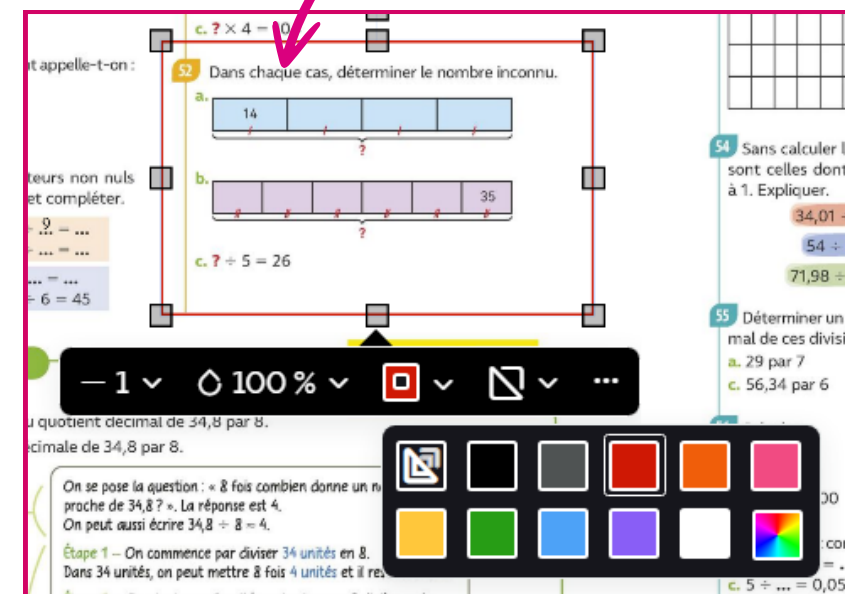 c. ? × 4 = 0
t appelle-t-on :
52 Dans chaque cas, déterminer le nombre inconnu.
a.
14
?
teurs non nuls
et compléter.
÷ 9 = ...
÷ ... = ...
... = ...
÷ 6 = 45
b.
35
?
c. ? ÷ 5 = 26
54 Sans calculer l
sont celles dont
à 1. Expliquer.
34,01
54 ÷
71,98 ÷
55 Déterminer un
mal de ces divisi
a. 29 par 7
c. 56,34 par 6
1
100 %
...
u quotient décimal de 34,8 par 8.
écimale de 34,8 par 8.
On se pose la question : « 8 fois combien donne un n
proche de 34,8 ? ». La réponse est 4.
On peut aussi écrire 34,8 ÷ 8 ≈ 4.
Étape 1 – On commence par diviser 34 unités en 8.
Dans 34 unités, on peut mettre 8 fois 4 unités et il re
00
con
= .
c. 5 ÷ ... = 0,05